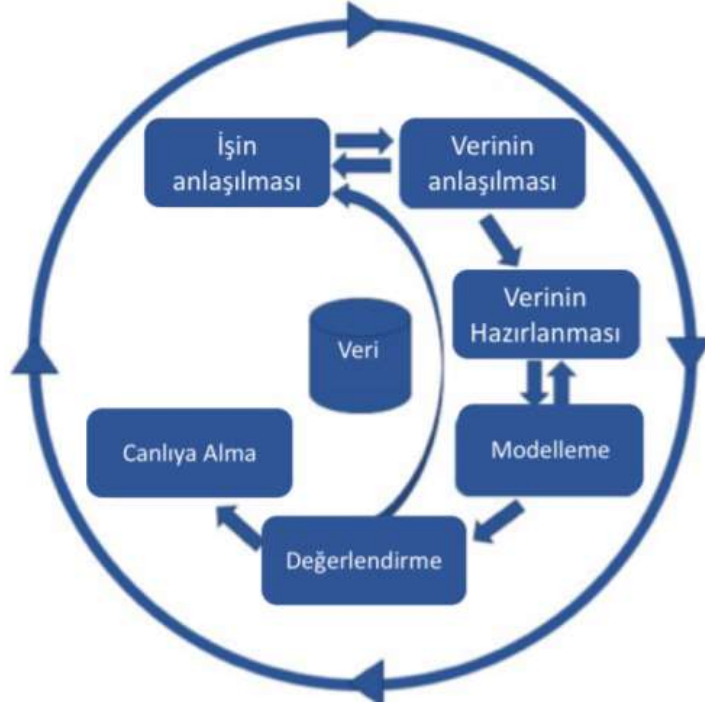 İşin
anlaşılması
Verinin
anlaşılması
Verinin
Hazırlanması
Veri
Modelleme
Canlıya Alma
Değerlendirme